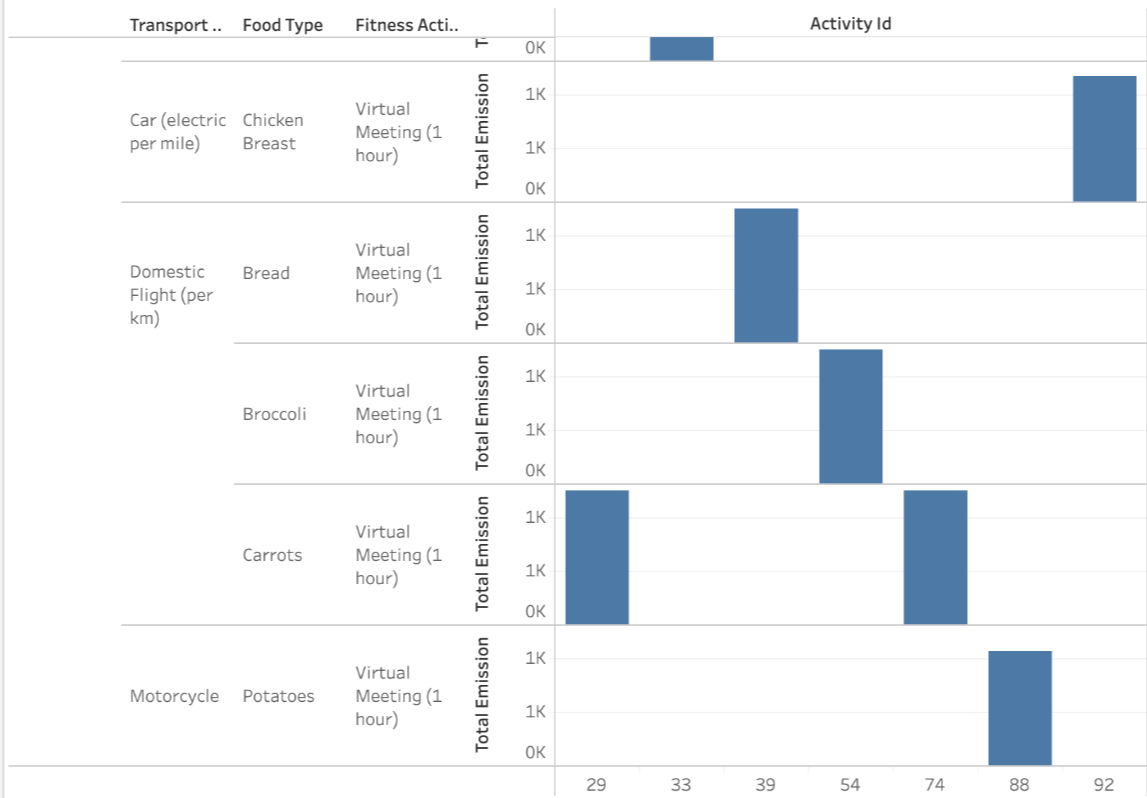 Transport .. Food Type Fitness Acti.. Activity Id
0K
Car (electric per mile)
Chicken Breast
Virtual Meeting (1 hour)
Total Emission
1K
1K
0K
Domestic Flight (per km)
Bread
Virtual Meeting (1 hour)
Total Emission
1K
1K
0K
Broccoli
Virtual Meeting (1 hour)
Total Emission
1K
1K
0K
Carrots
Virtual Meeting (1 hour)
Total Emission
1K
1K
0K
Motorcycle
Potatoes
Virtual Meeting (1 hour)
Total Emission
1K
1K
0K
29 33 39 54 74 88 92